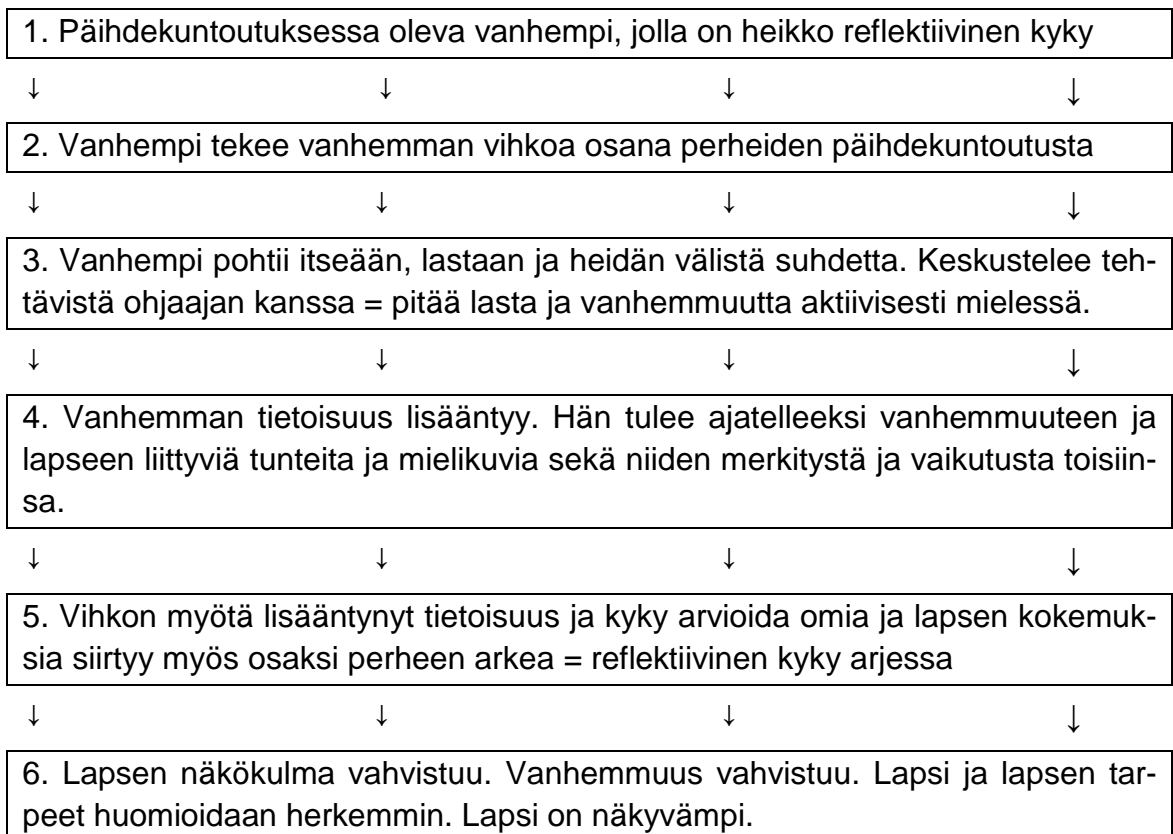 1. Päihdekuntoutuksessa oleva vanhempi, jolla on heikko reflektiivinen kyky
↓ ↓ ↓ ↓
2. Vanhempi tekee vanhemman vihkoa osana perheiden päihdekuntoutusta
↓ ↓ ↓ ↓
3. Vanhempi pohtii itseään, lastaan ja heidän välistä suhdetta. Keskustelee teh-
tävistä ohjaajan kanssa = pitää lasta ja vanhemmuutta aktiivisesti mielessä.
↓ ↓ ↓ ↓
4. Vanhemman tietoisuus lisääntyy. Hän tulee ajatelleeksi vanhemmuuteen ja
lapseen liittyviä tunteita ja mielikuvia sekä niiden merkitystä ja vaikutusta toisiin-
sa.
↓ ↓ ↓ ↓
5. Vihkon myötä lisääntynyt tietoisuus ja kyky arvioida omia ja lapsen kokemuk-
sia siirtyy myös osaksi perheen arkea = reflektiivinen kyky arjessa
↓ ↓ ↓ ↓
6. Lapsen näkökulma vahvistuu. Vanhemmuus vahvistuu. Lapsi ja lapsen tar-
peet huomioidaan herkemmin. Lapsi on näkyvämpi.